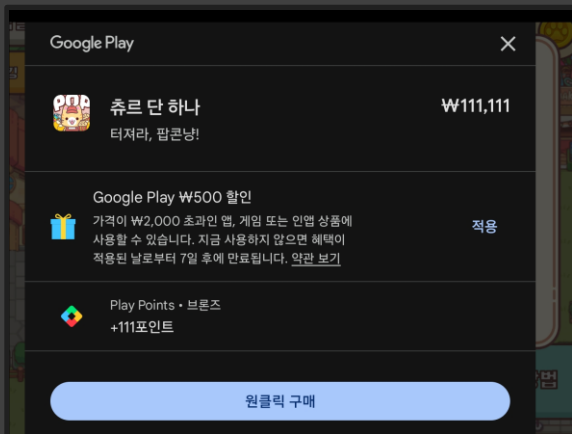 Google Play
POP
츄르 단 하나
₩111,111
터져라, 팝콘냥!
Google Play ₩500 할인
가격이 ₩2,000 초과인 앱, 게임 또는 인앱 상품에
사용할 수 있습니다. 지금 사용하지 않으면 혜택이
적용된 날로부터 7일 후에 만료됩니다. 약관 보기
적용
Play Points • 브론즈
+111포인트
원클릭 구매